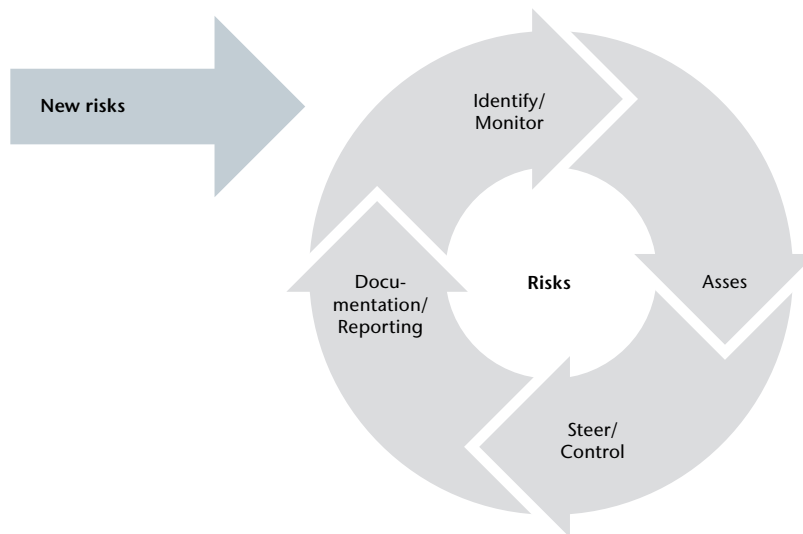 New risks
Identify/
Monitor
Docu-
mentation/
Reporting
Risks
Asses
Steer/
Control